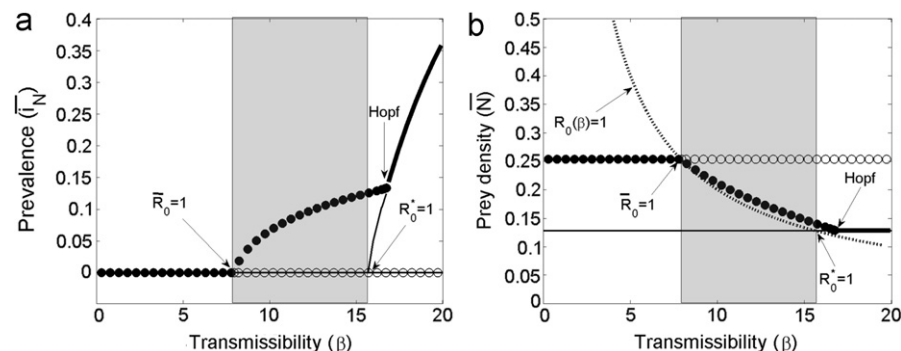 a
0.4
0.35
0.3
0.25
0.2
0.15
0.1
0.05
0
Prevalence (i_N)
Hopf
R̅₀=1
R₀*=1
0 5 10 15 20
Transmissibility (β)
b
0.5
0.45
0.4
0.35
0.3
0.25
0.20
0.15
0.1
0.05
0
Prey density (N̅)
R₀(β)=1
R̅₀=1
Hopf
R₀*=1
0 5 10 15 20
Transmissibility (β)